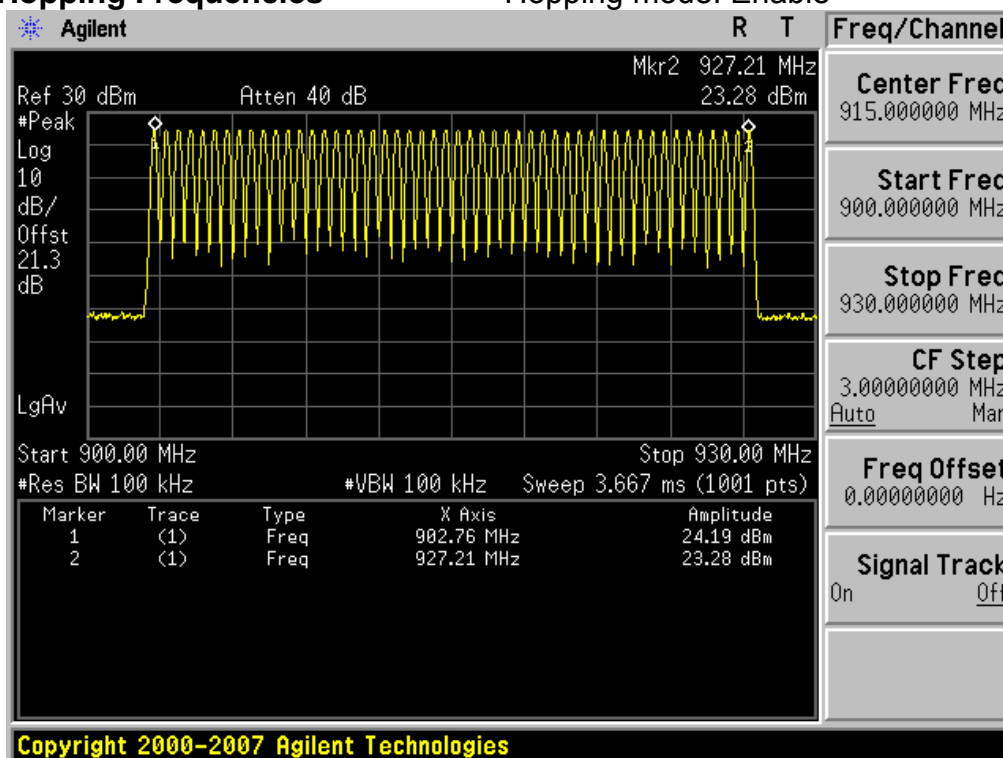 Hopping Frequencies Hopping mode: Enable
Agilent R T Freq/Channel
Mkr2 927.21 MHz
Ref 30 dBm Atten 40 dB 23.28 dBm
#Peak
Log
10
dB/
Offst
21.3
dB
LgAv
1
2
Start 900.00 MHz Stop 930.00 MHz
#Res BW 100 kHz #VBW 100 kHz Sweep 3.667 ms (1001 pts)
Marker Trace Type X Axis Amplitude
1 (1) Freq 902.76 MHz 24.19 dBm
2 (1) Freq 927.21 MHz 23.28 dBm
Center Freq
915.000000 MHz
Start Freq
900.000000 MHz
Stop Freq
930.000000 MHz
CF Step
3.00000000 MHz
Auto Man
Freq Offset
0.00000000 Hz
Signal Track
On Off
Copyright 2000-2007 Agilent Technologies